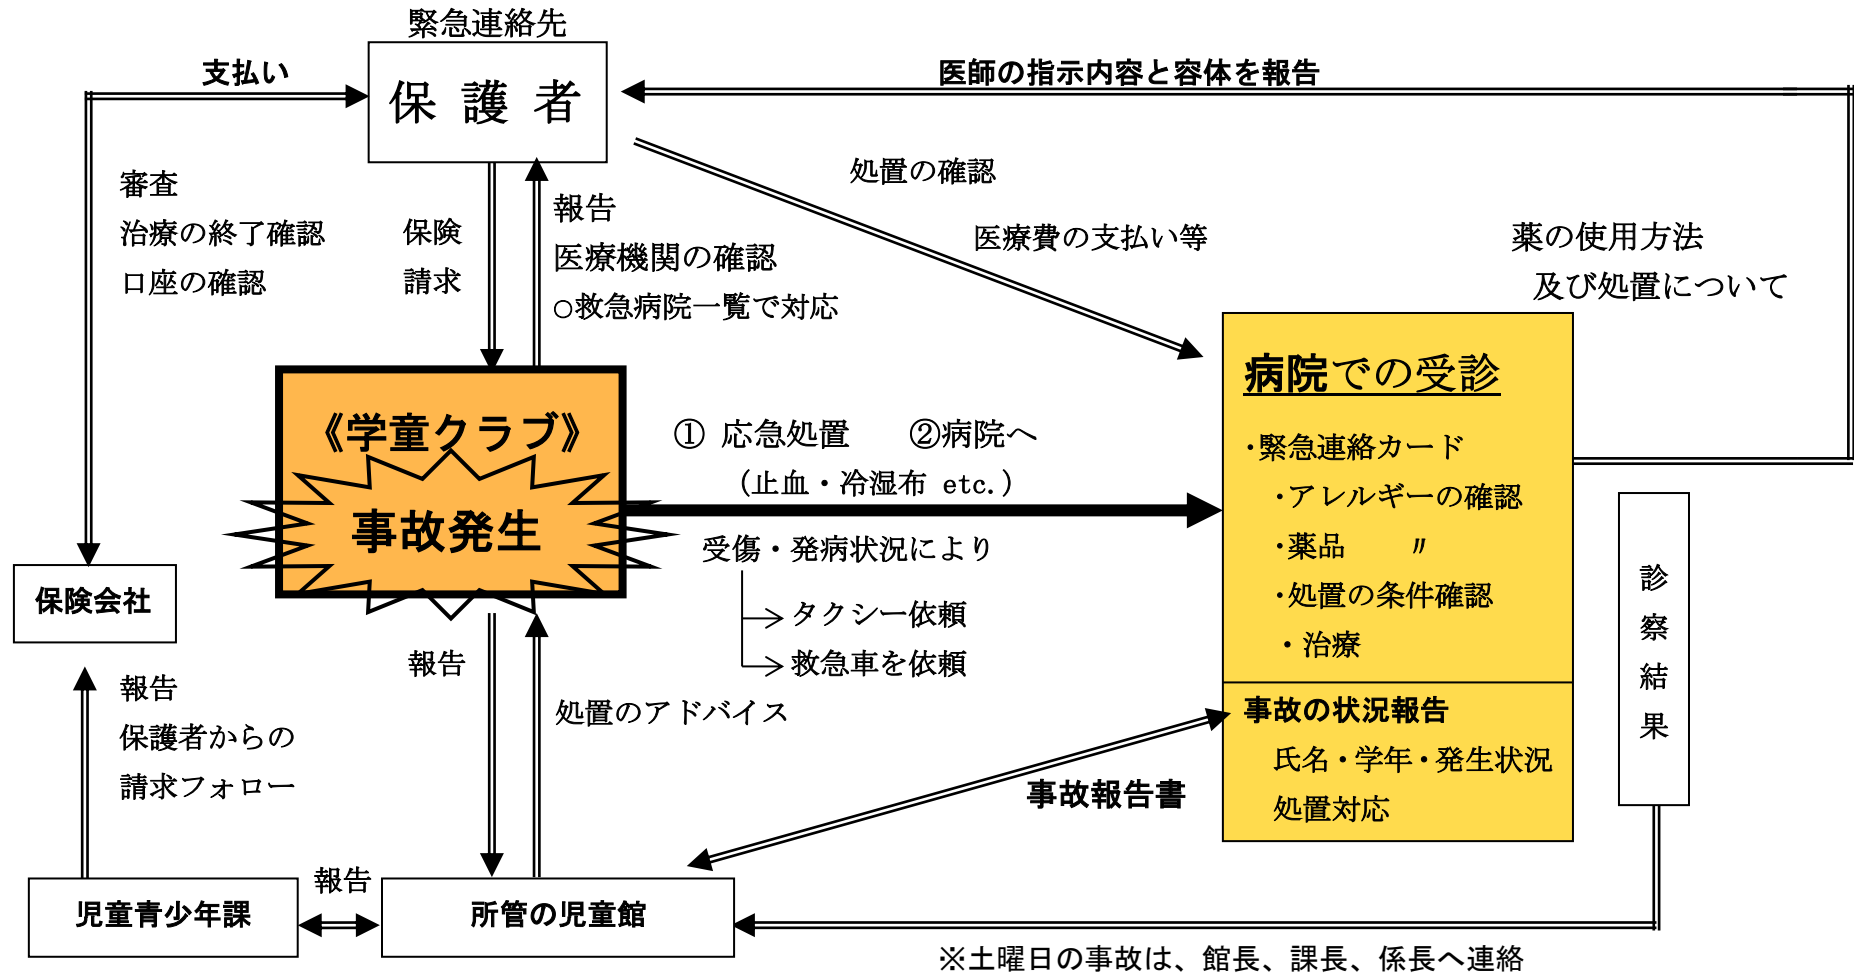 緊急連絡先
保 護 者
支払い
医師の指示内容と容体を報告
審査
治療の終了確認
口座の確認
保険
請求
報告
医療機関の確認
○救急病院一覧で対応
処置の確認
医療費の支払い等
薬の使用方法
及び処置について
《学童クラブ》
事故発生
① 応急処置 ②病院へ
(止血・冷湿布 etc.)
受傷・発病状況により
タクシー依頼
救急車を依頼
病院での受診
・緊急連絡カード
・アレルギーの確認
・薬品 〃
・処置の条件確認
・治療
事故の状況報告
氏名・学年・発生状況
処置対応
診
察
結
果
保険会社
報告
保護者からの
請求フォロー
報告
処置のアドバイス
事故報告書
児童青少年課
報告
所管の児童館
※土曜日の事故は、館長、課長、係長へ連絡